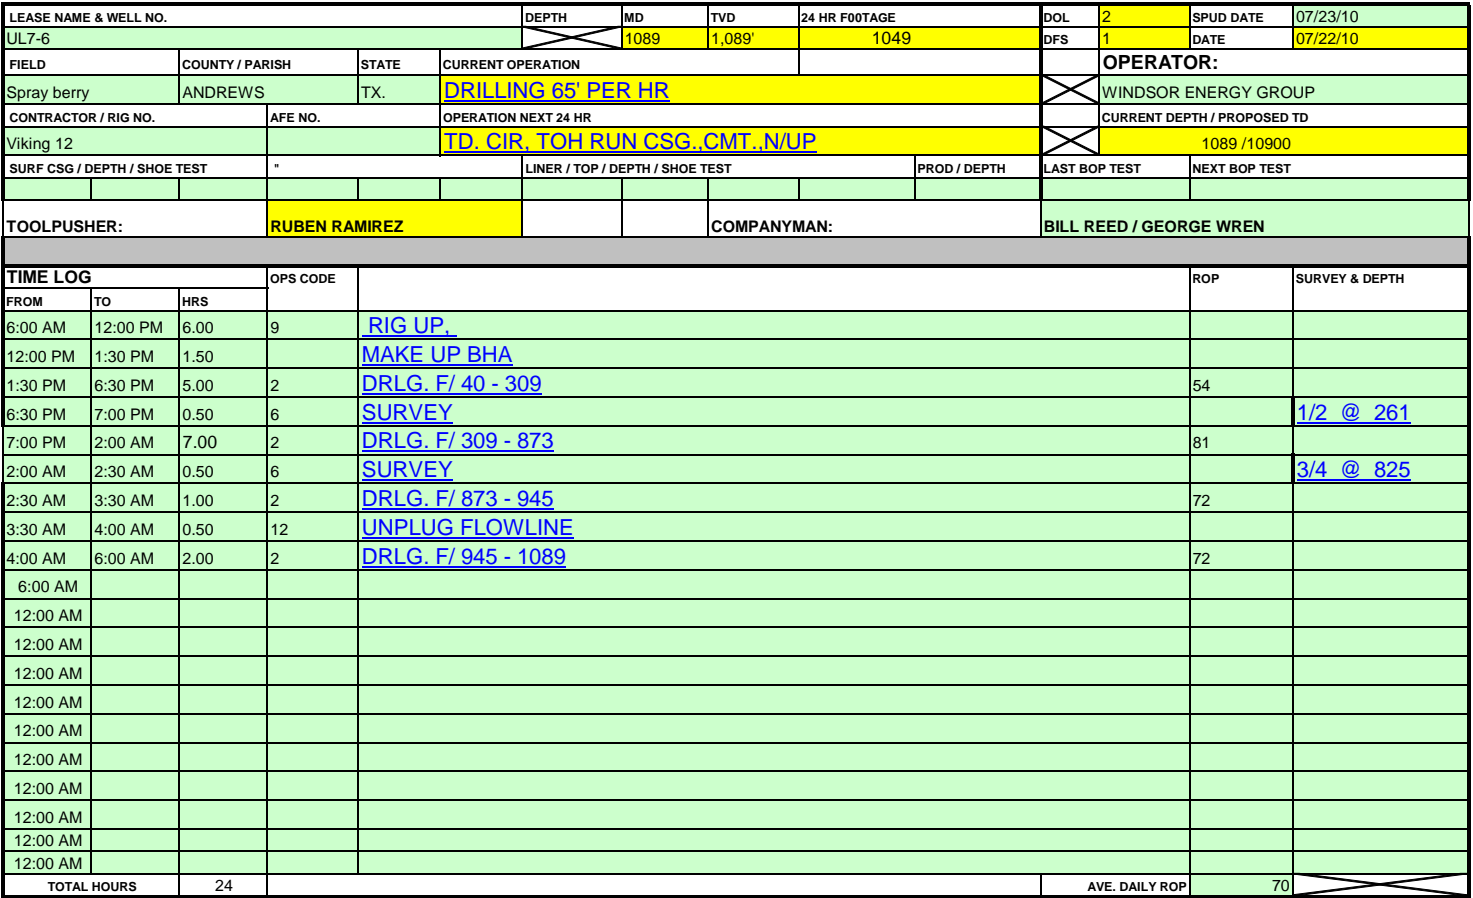 LEASE NAME & WELL NO. DEPTH MD TVD 24 HR F00TAGE DOL 2 SPUD DATE 07/23/10
UL7-6 1089 1,089' 1049 DFS 1 DATE 07/22/10
FIELD COUNTY / PARISH STATE CURRENT OPERATION OPERATOR:
Spray berry ANDREWS TX. DRILLING 65' PER HR WINDSOR ENERGY GROUP
CONTRACTOR / RIG NO. AFE NO. OPERATION NEXT 24 HR CURRENT DEPTH / PROPOSED TD
Viking 12 TD. CIR, TOH RUN CSG.,CMT.,N/UP 1089 /10900
SURF CSG / DEPTH / SHOE TEST " LINER / TOP / DEPTH / SHOE TEST PROD / DEPTH LAST BOP TEST NEXT BOP TEST
TOOLPUSHER: RUBEN RAMIREZ COMPANYMAN: BILL REED / GEORGE WREN
TIME LOG OPS CODE ROP SURVEY & DEPTH
FROM TO HRS
6:00 AM 12:00 PM 6.00 9 RIG UP,
12:00 PM 1:30 PM 1.50 MAKE UP BHA
1:30 PM 6:30 PM 5.00 2 DRLG. F/ 40 - 309 54
6:30 PM 7:00 PM 0.50 6 SURVEY 1/2 @ 261
7:00 PM 2:00 AM 7.00 2 DRLG. F/ 309 - 873 81
2:00 AM 2:30 AM 0.50 6 SURVEY 3/4 @ 825
2:30 AM 3:30 AM 1.00 2 DRLG. F/ 873 - 945 72
3:30 AM 4:00 AM 0.50 12 UNPLUG FLOWLINE
4:00 AM 6:00 AM 2.00 2 DRLG. F/ 945 - 1089 72
6:00 AM
12:00 AM
12:00 AM
12:00 AM
12:00 AM
12:00 AM
12:00 AM
12:00 AM
12:00 AM
12:00 AM
12:00 AM
TOTAL HOURS 24 AVE. DAILY ROP 70